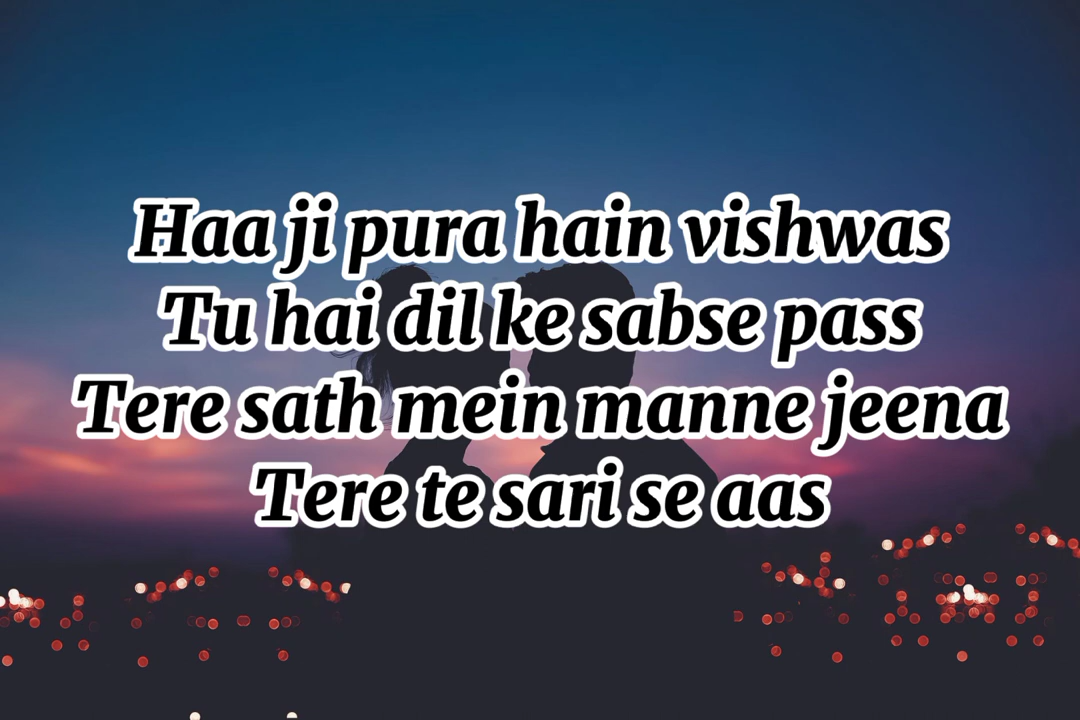 Haa ji pura hain vishwas
Tu hai dil ke sabse pass
Tere sath mein manne jeena
Tere te sari se aas